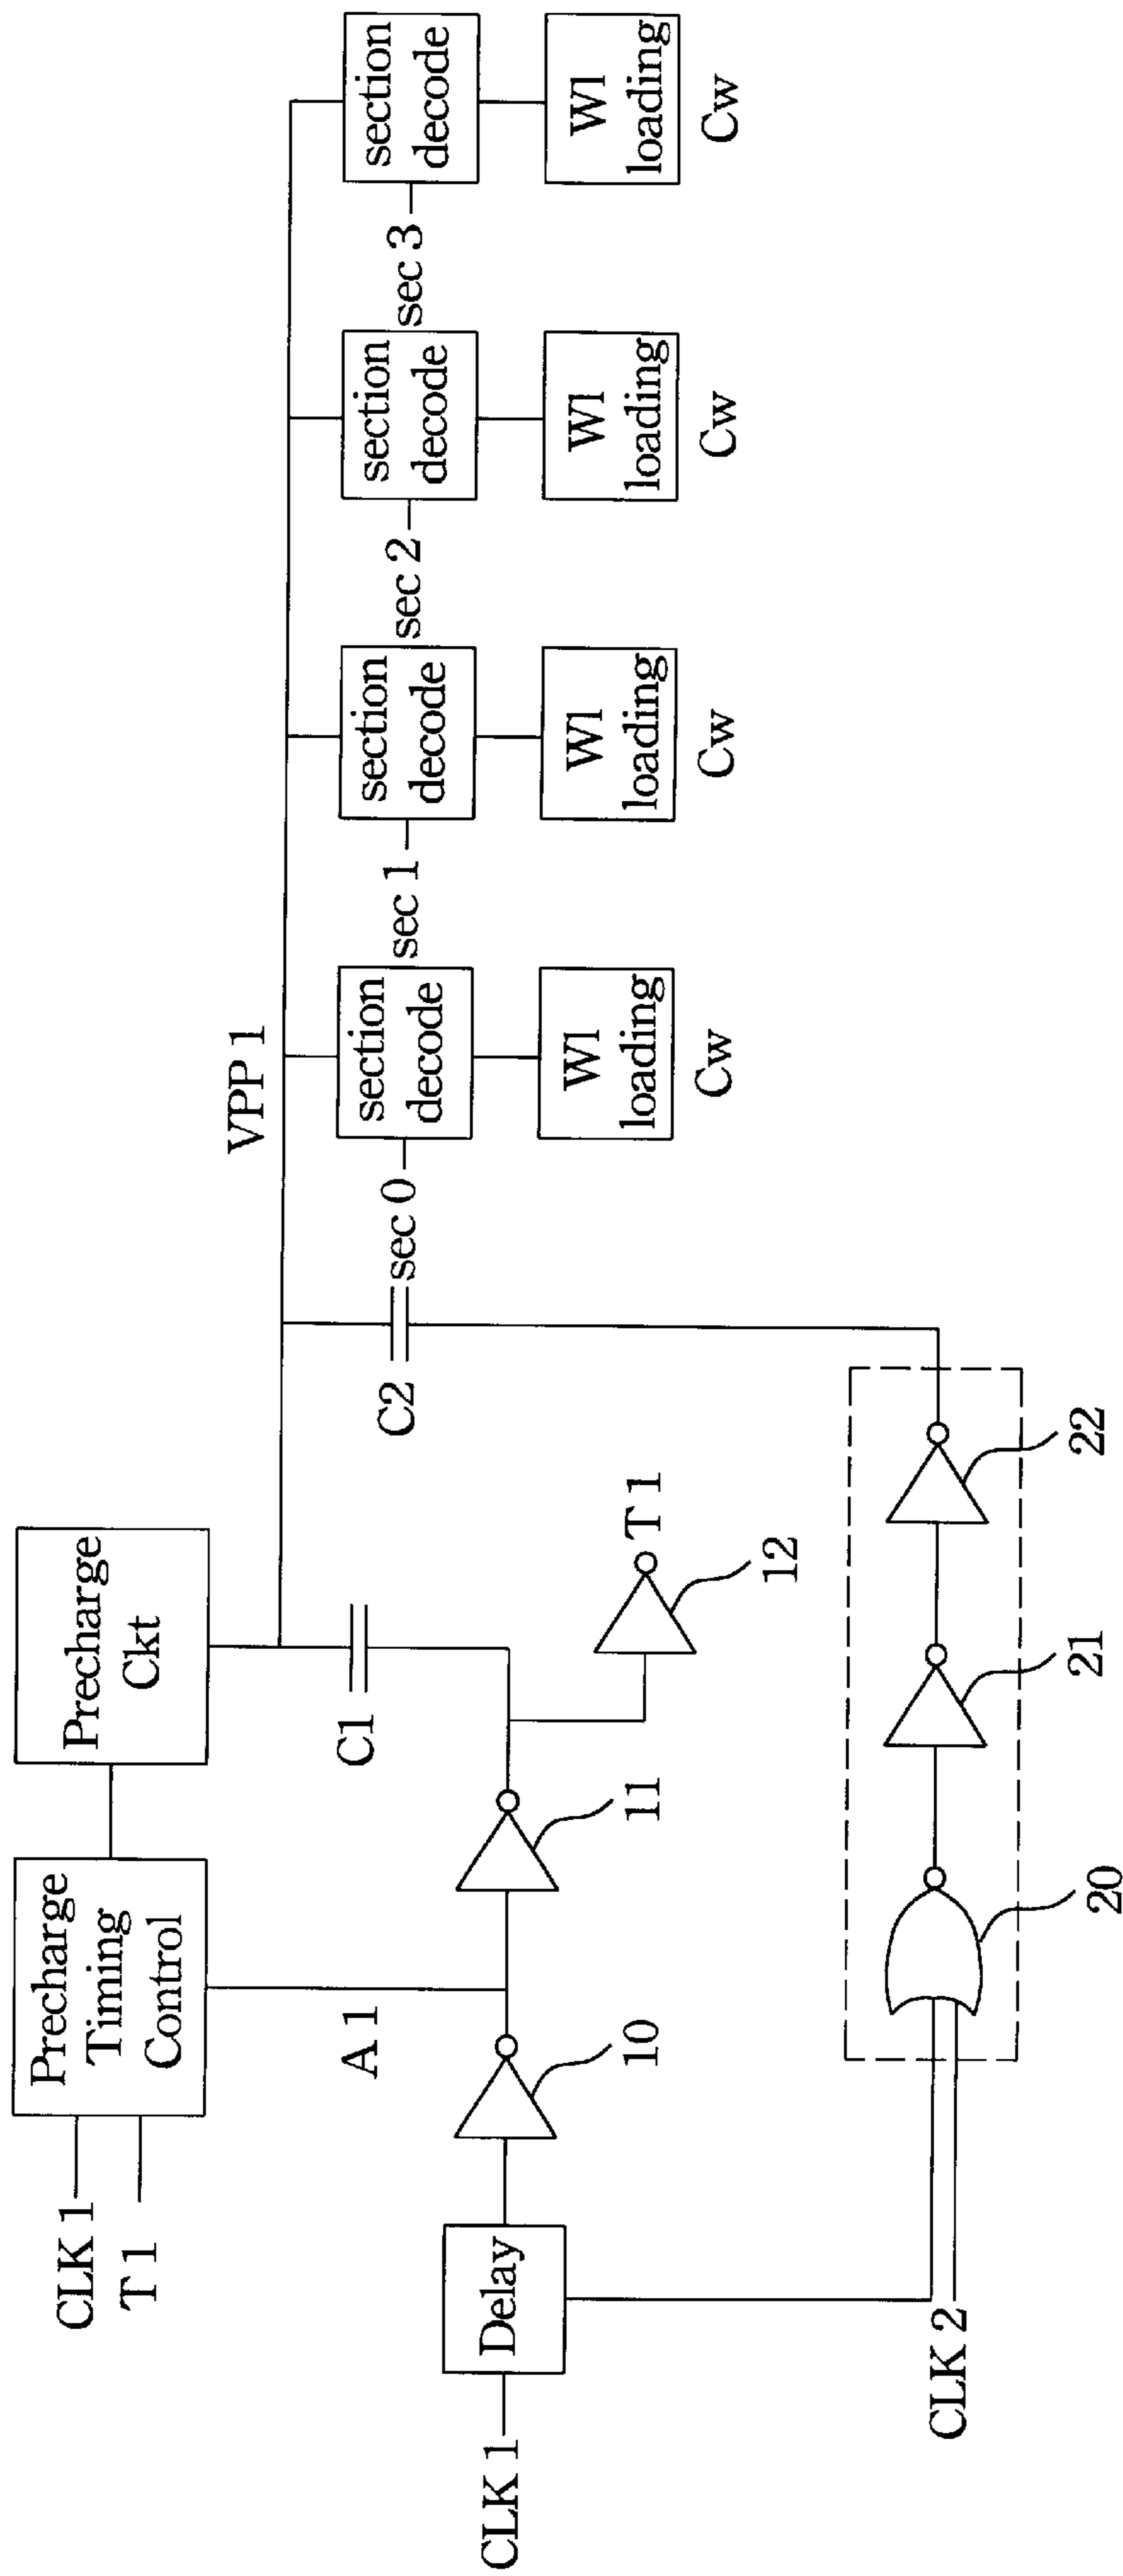 CLK 1
T 1
Precharge
Timing
Control
Precharge
Ckt
VPP 1
A 1
C1
C2
sec 0
section
decode
sec 1
section
decode
sec 2
section
decode
sec 3
section
decode
Wl
loading
Wl
loading
Wl
loading
Wl
loading
Cw
Cw
Cw
Cw
CLK 1
Delay
10
11
12
T 1
CLK 2
20
21
22